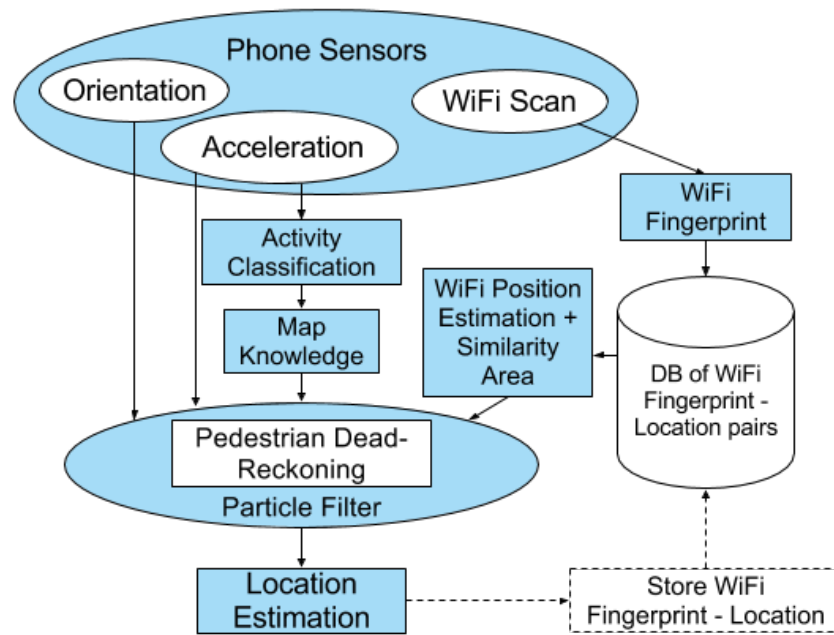 Phone Sensors
Orientation
WiFi Scan
Acceleration
WiFi
Fingerprint
Activity
Classification
WiFi Position
Estimation +
Similarity
Area
Map
Knowledge
DB of WiFi
Fingerprint -
Location pairs
Pedestrian Dead-
Reckoning
Particle Filter
Location
Estimation
Store WiFi
Fingerprint - Location